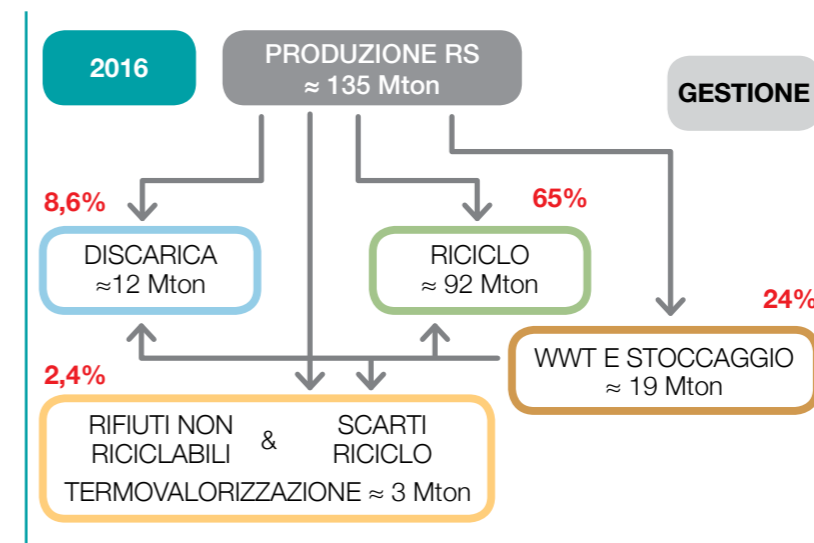 2016
PRODUZIONE RS
≈ 135 Mton
GESTIONE
8,6%
65%
DISCARICA
≈12 Mton
RICICLO
≈ 92 Mton
24%
WWT E STOCCAGGIO
≈ 19 Mton
2,4%
RIFIUTI NON
RICICLABILI
&
SCARTI
RICICLO
TERMOVALORIZZAZIONE ≈ 3 Mton